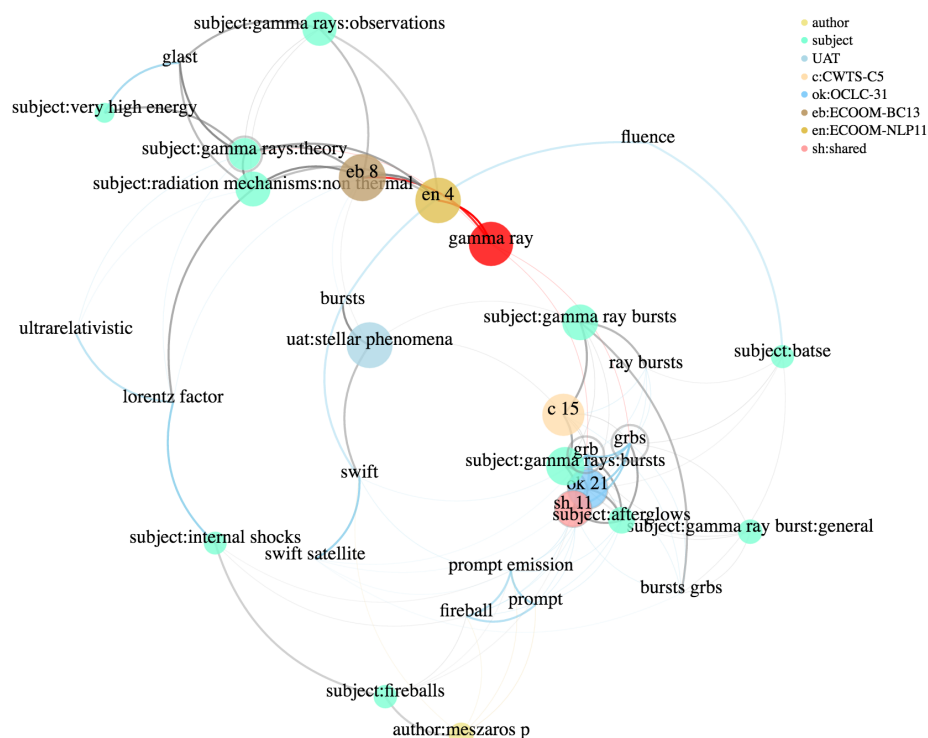 subject:gamma rays:observations
author
subject
glast
UAT
c:CWTS-C5
subject:very high energy
ok:OCLC-31
eb:ECOOM-BC13
en:ECOOM-NLP11
fluence
sh:shared
subject:gamma rays:theory
subject:radiation mechanisms:non thermal
eb 8
en 4
gamma ray
bursts
subject:gamma ray bursts
ultrarelativistic
uat:stellar phenomena
subject:batse
ray bursts
lorentz factor
c 15
grbs
grb
subject:gamma rays:bursts
swift
ok 21
sh 11
subject:afterglows
subject:gamma ray burst:general
subject:internal shocks
swift satellite
prompt emission
bursts grbs
prompt
fireball
subject:fireballs
author:meszaros p